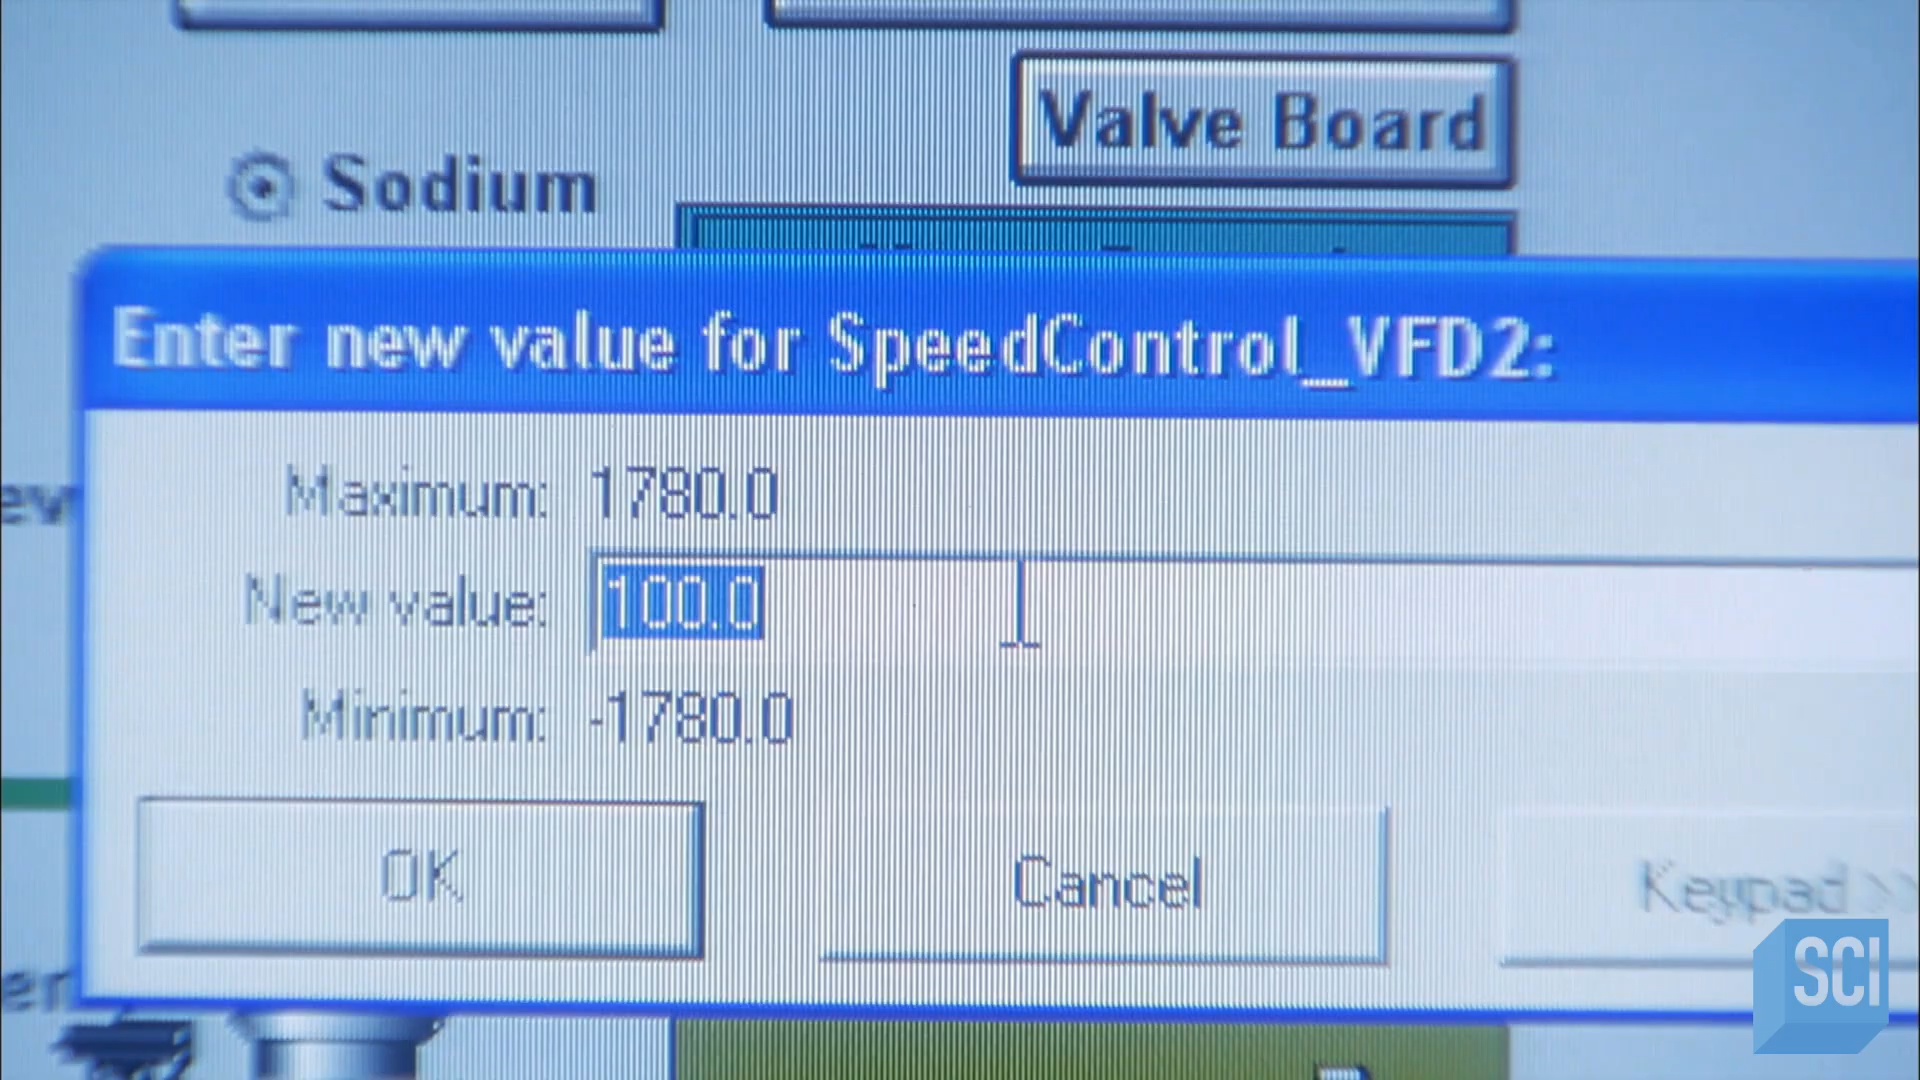 Valve Board
Sodium
Enter new value for SpeedControl_VFD2:
Maximum: 1780.0
New value: 100.0
Minimum: -1780.0
OK
Cancel
Keypad >>
SCI